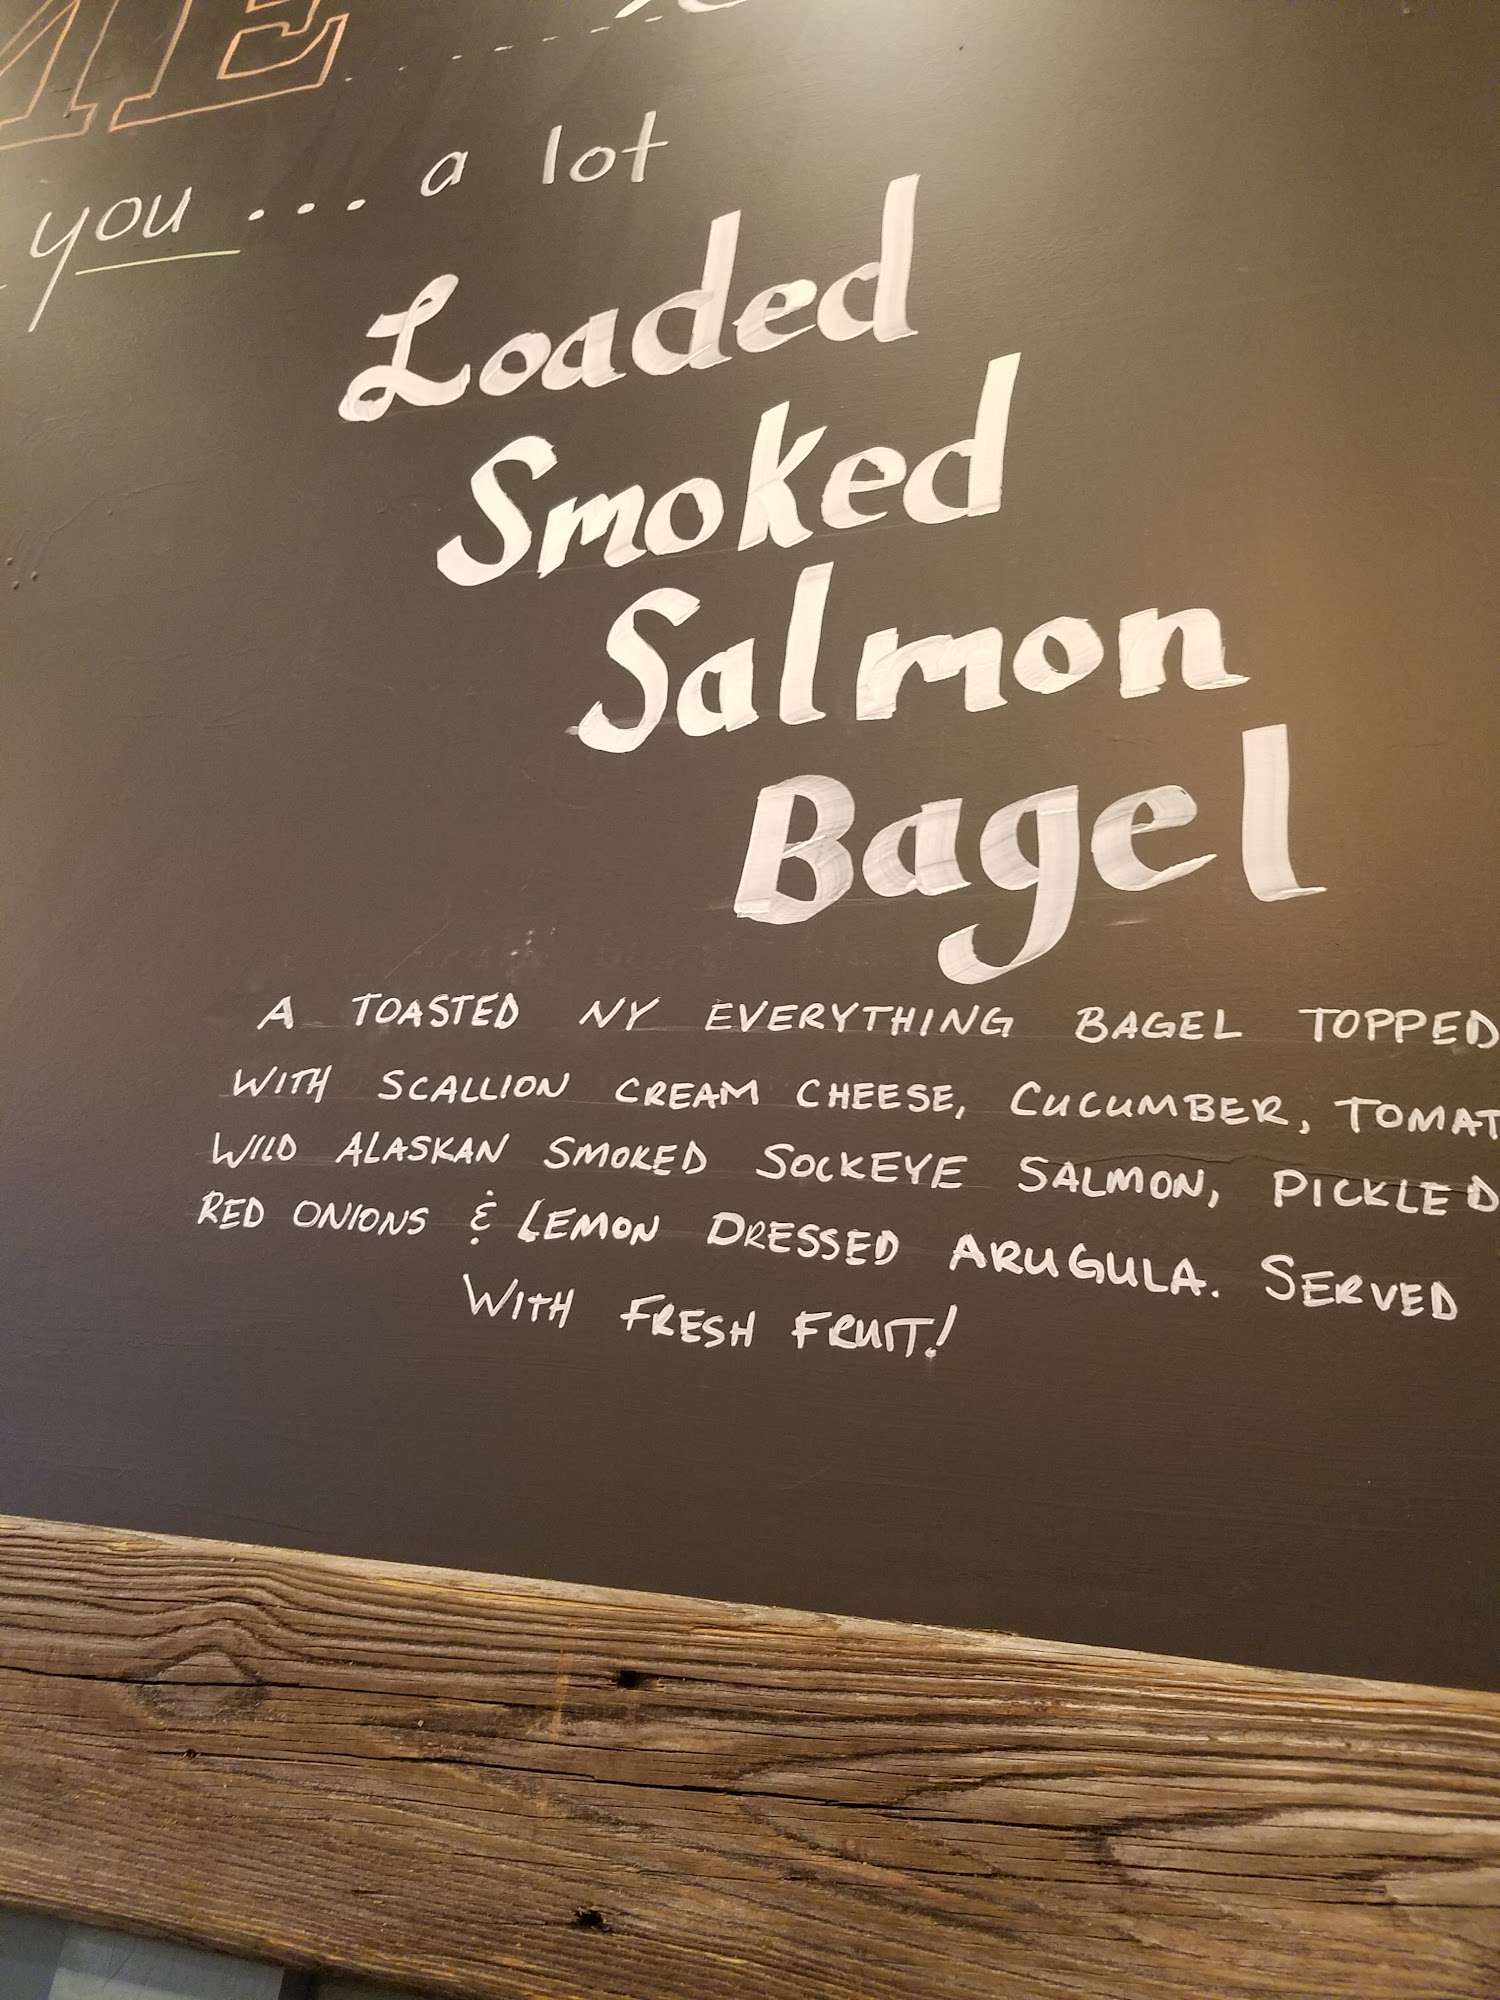 you ... a lot
Loaded
Smoked
Salmon
Bagel
A TOASTED NY EVERYTHING BAGEL TOPPED
WITH SCALLION CREAM CHEESE, CUCUMBER, TOMAT
WILD ALASKAN SMOKED SOCKEYE SALMON, PICKLED
RED ONIONS & LEMON DRESSED ARUGULA. SERVED
WITH FRESH FRUIT!